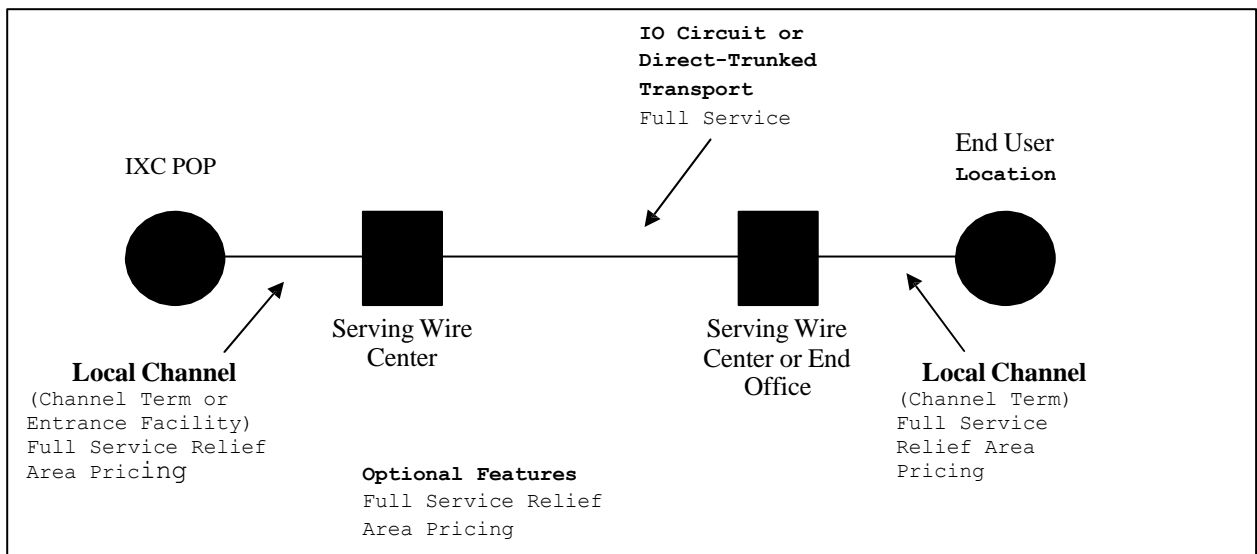 IO Circuit or
Direct-Trunked
Transport
Full Service
IXC POP
End User
Location
Serving Wire
Center
Serving Wire
Center or End
Office
Local Channel
(Channel Term or
Entrance Facility)
Full Service Relief
Area Pricing
Optional Features
Full Service Relief
Area Pricing
Local Channel
(Channel Term)
Full Service
Relief Area
Pricing